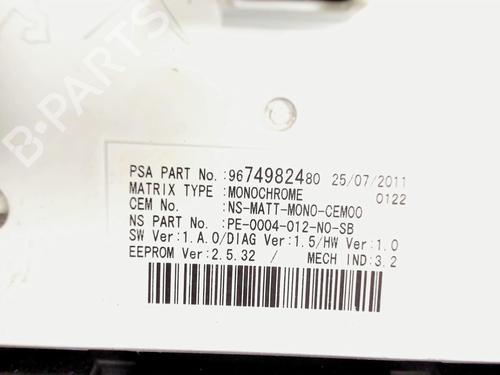 B-PARTS
PSA PART No. :9674982480 25/07/2011
MATRIX TYPE :MONOCHROME 0122
CEM No. :NS-MATT-MONO-CEM00
NS PART No. :PE-0004-012-NO-SB
SW Ver:1.A.0/DIAG Ver:1.5/HW Ver:1.0
EEPROM Ver:2.5.32 / MECH IND:3.2